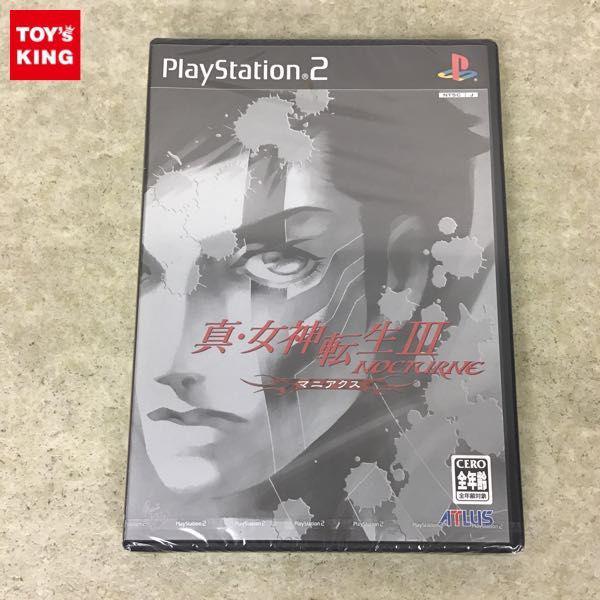 TOY'S
KING
PlayStation®2
NTSC J
真・女神転生III
NOCTURNE
マニアクス
CERO
全年齢
全年齢対象
ATLUS
PlayStation 2 PlayStation 2 PlayStation 2 PlayStation 2 PlayStation 2 PlayStation 2